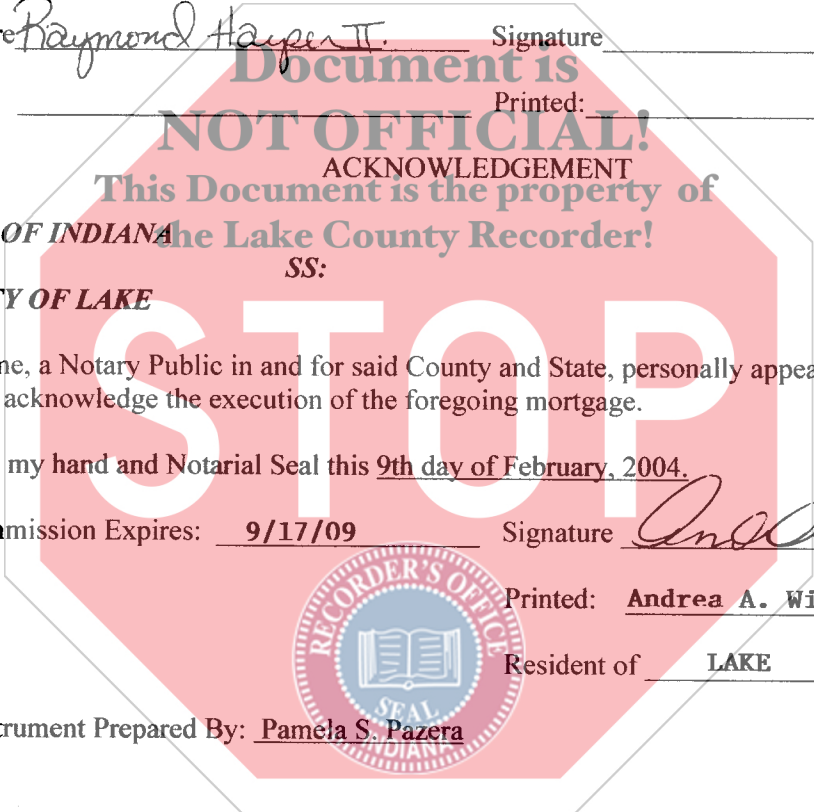 e Raymond Harper II. Signature
Document is
Printed:
NOT OFFICIAL!
ACKNOWLEDGEMENT
This Document is the property of
OF INDIANA
the Lake County Recorder!
SS:
Y OF LAKE
STOP
ne, a Notary Public in and for said County and State, personally appea
acknowledge the execution of the foregoing mortgage.
my hand and Notarial Seal this 9th day of February, 2004.
mission Expires: 9/17/09 Signature
RECORDER'S OFFICE
Printed: Andrea A. Wi
Resident of LAKE
SEAL
trument Prepared By: Pamela S. Pazera
INDIANA